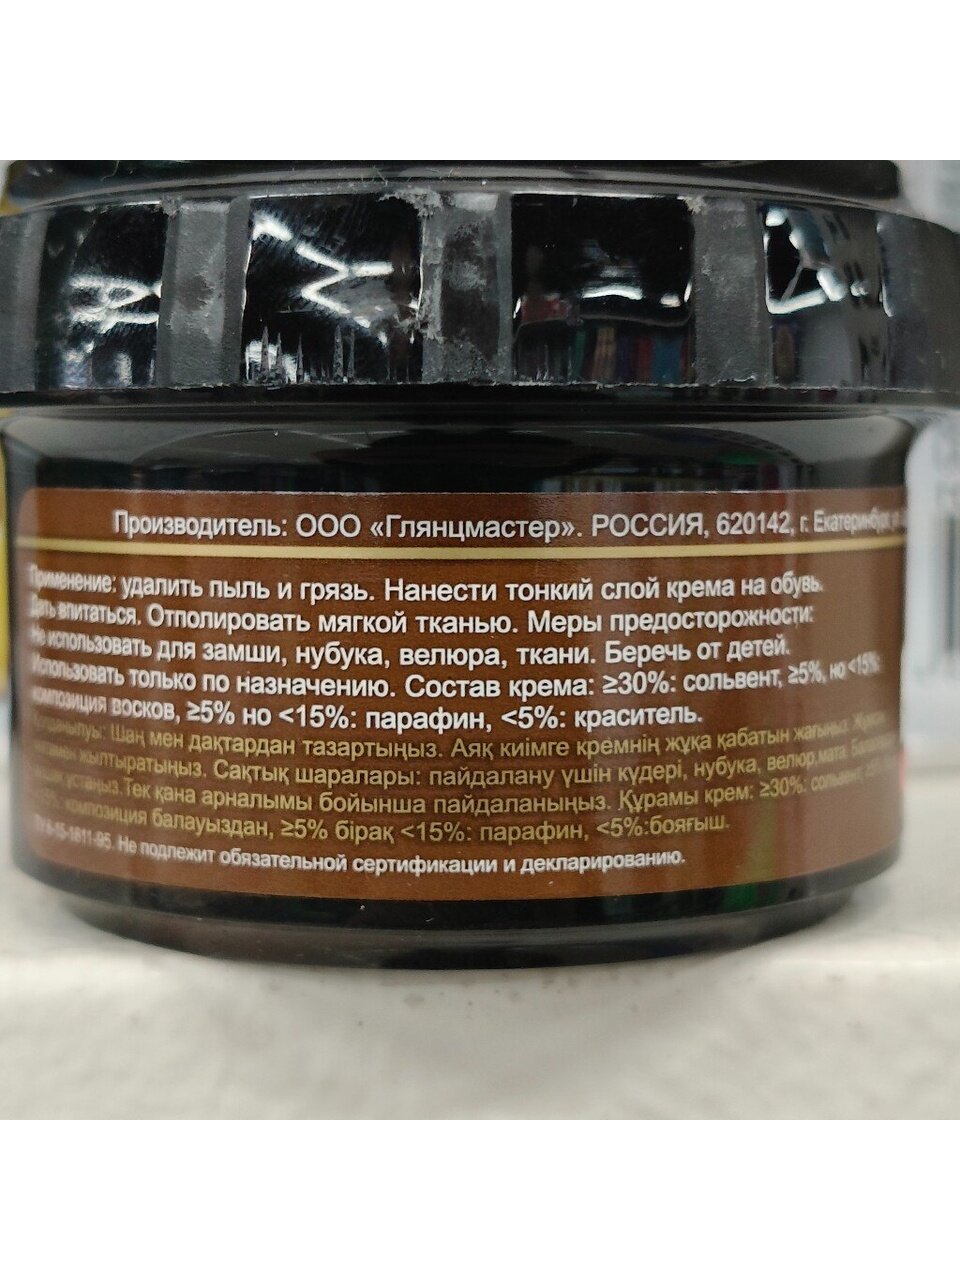 Производитель: ООО «Глянцмастер». РОССИЯ, 620142, г. Екатеринбург,
Применение: удалить пыль и грязь. Нанести тонкий слой крема на обувь.
Дать впитаться. Отполировать мягкой тканью. Меры предосторожности:
Не использовать для замши, нубука, велюра, ткани. Беречь от детей.
Использовать только по назначению. Состав крема: ≥30%: сольвент, ≥5%, но <15%:
композиция восков, ≥5% но <15%: парафин, <5%: краситель.
Қолданылуы: Шаң мен дақтардан тазартыңыз. Аяқ киімге кремнің жұқа қабатын жағыңыз.
жылтыратыңыз. Сақтық шаралары: пайдалану үшін күдері, нубука, велюр,мата.
ұстаңыз.Тек қана арналымы бойынша пайдаланыңыз. Құрамы крем: ≥30%: сольвент,
композиция балауыздан, ≥5% бірақ <15%: парафин, <5%:бояғыш.
Не подлежит обязательной сертификации и декларированию.